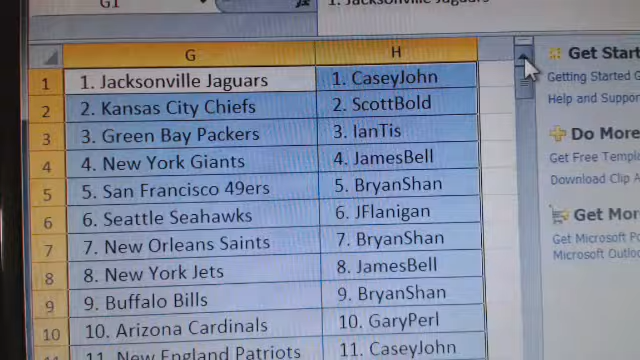 G1
1. Jacksonville Jaguars
G H
1 1. Jacksonville Jaguars 1. CaseyJohn
2 2. Kansas City Chiefs 2. ScottBold
3 3. Green Bay Packers 3. IanTis
4 4. New York Giants 4. JamesBell
5 5. San Francisco 49ers 5. BryanShan
6 6. Seattle Seahawks 6. JFlanigan
7 7. New Orleans Saints 7. BryanShan
8 8. New York Jets 8. JamesBell
9 9. Buffalo Bills 9. BryanShan
10 10. Arizona Cardinals 10. GaryPerl
11 11. New England Patriots 11. CaseyJohn
Get Start
Getting Started
Help and Suppor
Do More
Get Free Templa
Download Clip A
Get Mor
Get Microsoft
Microsoft Outloo